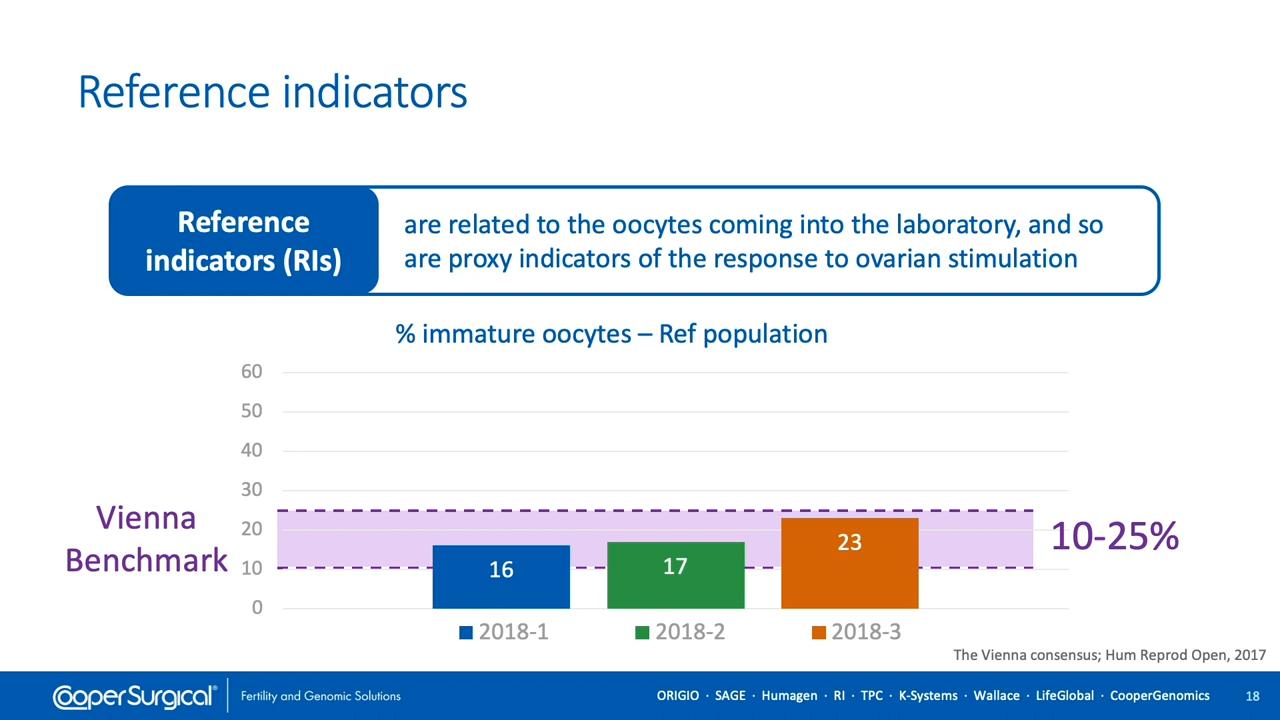 Reference indicators
Reference
indicators (RIs)
are related to the oocytes coming into the laboratory, and so
are proxy indicators of the response to ovarian stimulation
% immature oocytes – Ref population
60
50
40
30
20
10
0
Vienna
Benchmark
16
17
23
10-25%
2018-1
2018-2
2018-3
The Vienna consensus; Hum Reprod Open, 2017
CooperSurgical®
Fertility and Genomic Solutions
ORIGIO · SAGE · Humagen · RI · TPC · K-Systems · Wallace · LifeGlobal · CooperGenomics
18